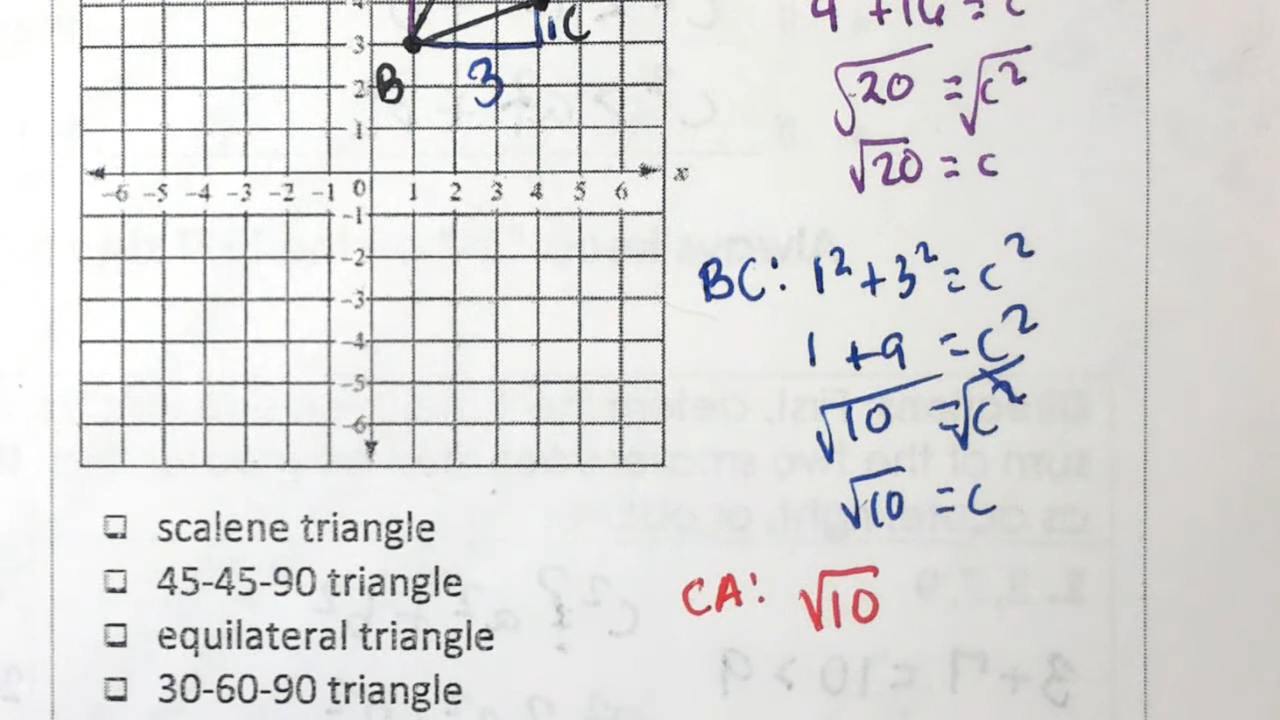 4 + 16 = c
√20 = √c²
√20 = c
BC: 1² + 3² = c²
1 + 9 = c²
√10 = √c²
√10 = c
CA: √10
4
1 C
3
B
2
3
1
x
-6 -5 -4 -3 -2 -1 0 1 2 3 4 5 6
-1
-2
-3
-4
-5
-6
scalene triangle
45-45-90 triangle
equilateral triangle
30-60-90 triangle